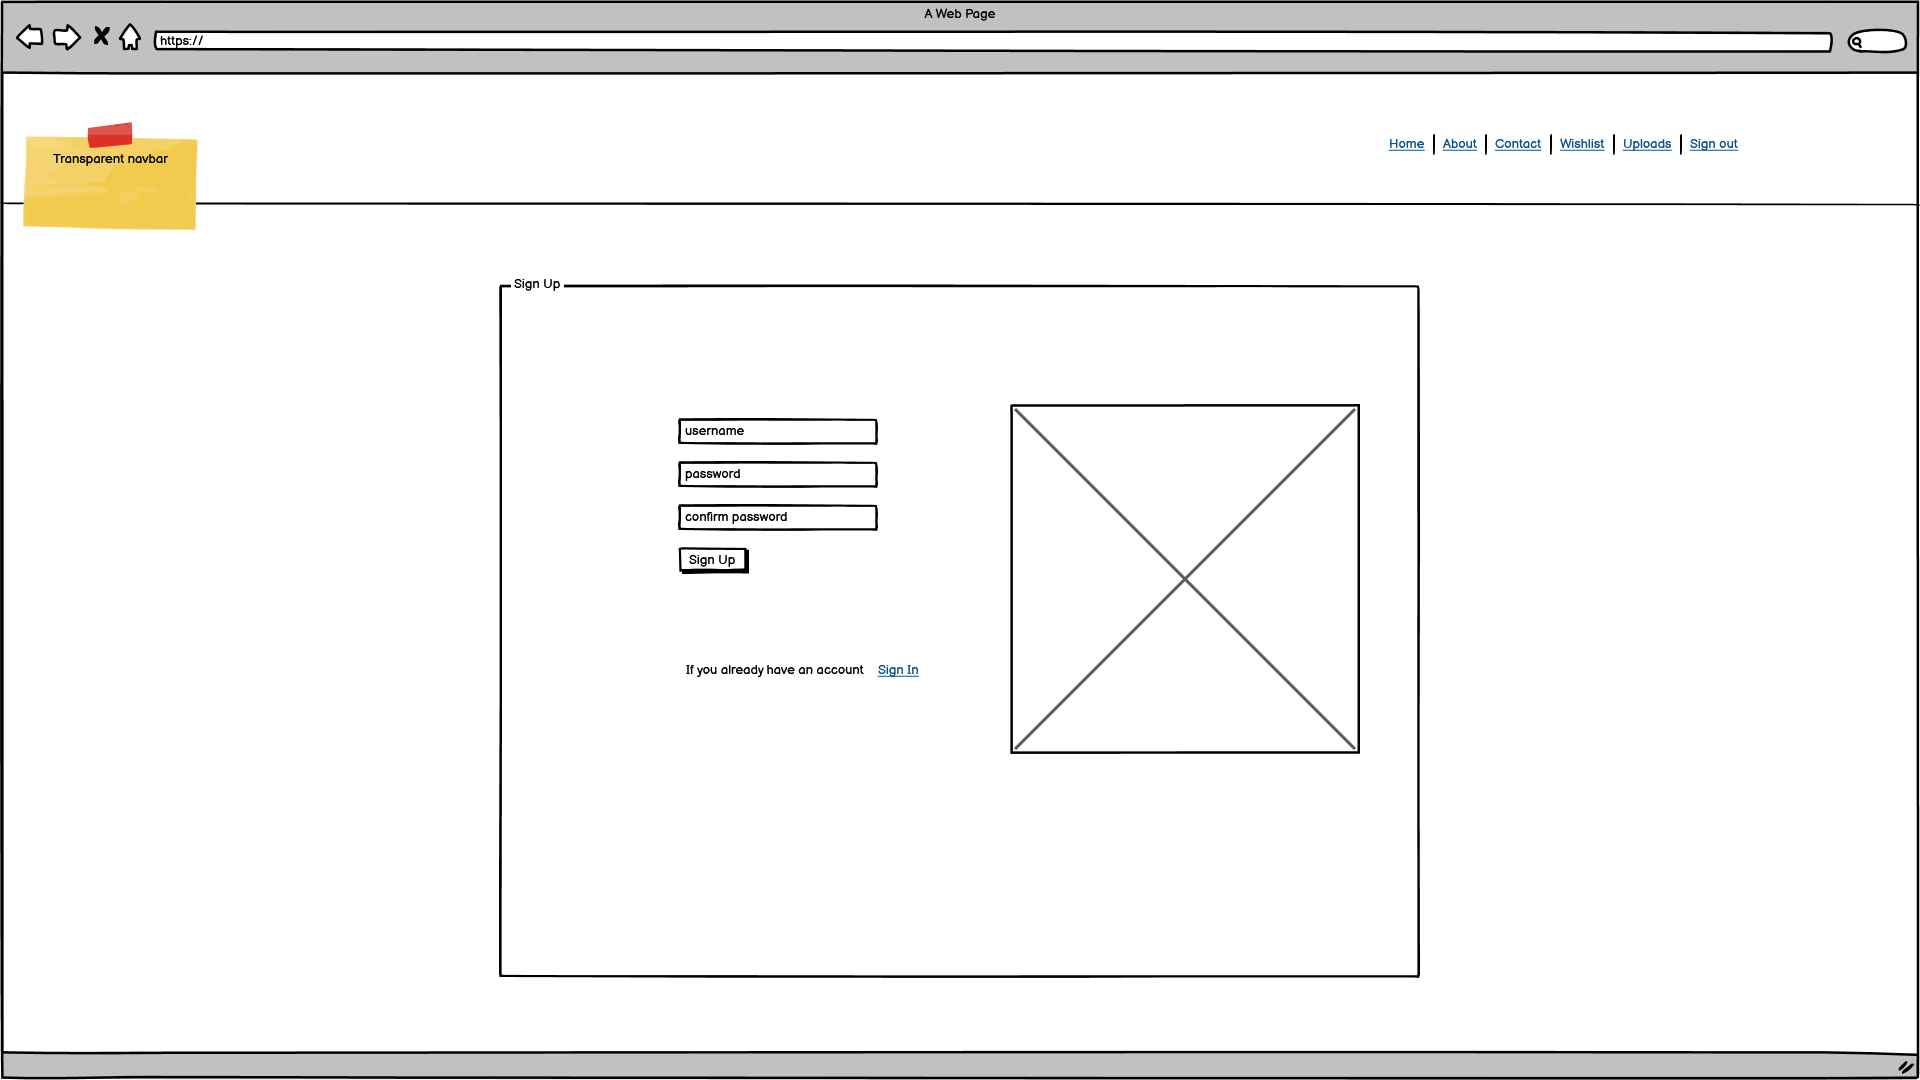 A Web Page
https://
Transparent navbar
Home About Contact Wishlist Uploads Sign out
Sign Up
username
password
confirm password
Sign Up
If you already have an account Sign In